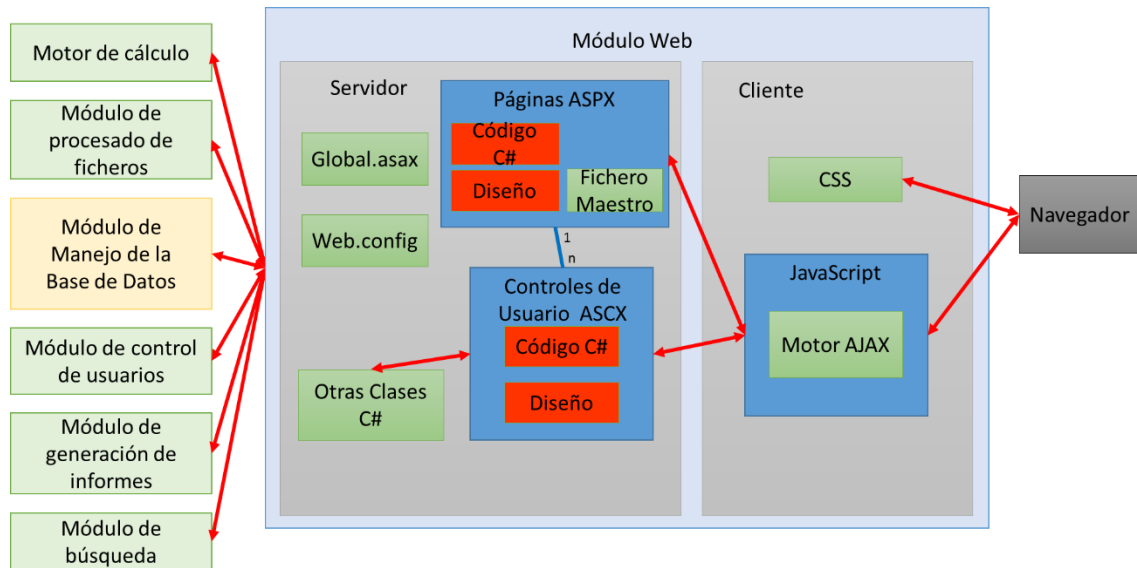 Motor de cálculo
Módulo de
procesado de
ficheros
Módulo de
Manejo de la
Base de Datos
Módulo de control
de usuarios
Módulo de
generación de
informes
Módulo de
búsqueda
Módulo Web
Servidor
Global.asax
Web.config
Otras Clases
C#
Páginas ASPX
Código
C#
Diseño
Fichero
Maestro
1
n
Controles de
Usuario ASCX
Código C#
Diseño
Cliente
CSS
JavaScript
Motor AJAX
Navegador